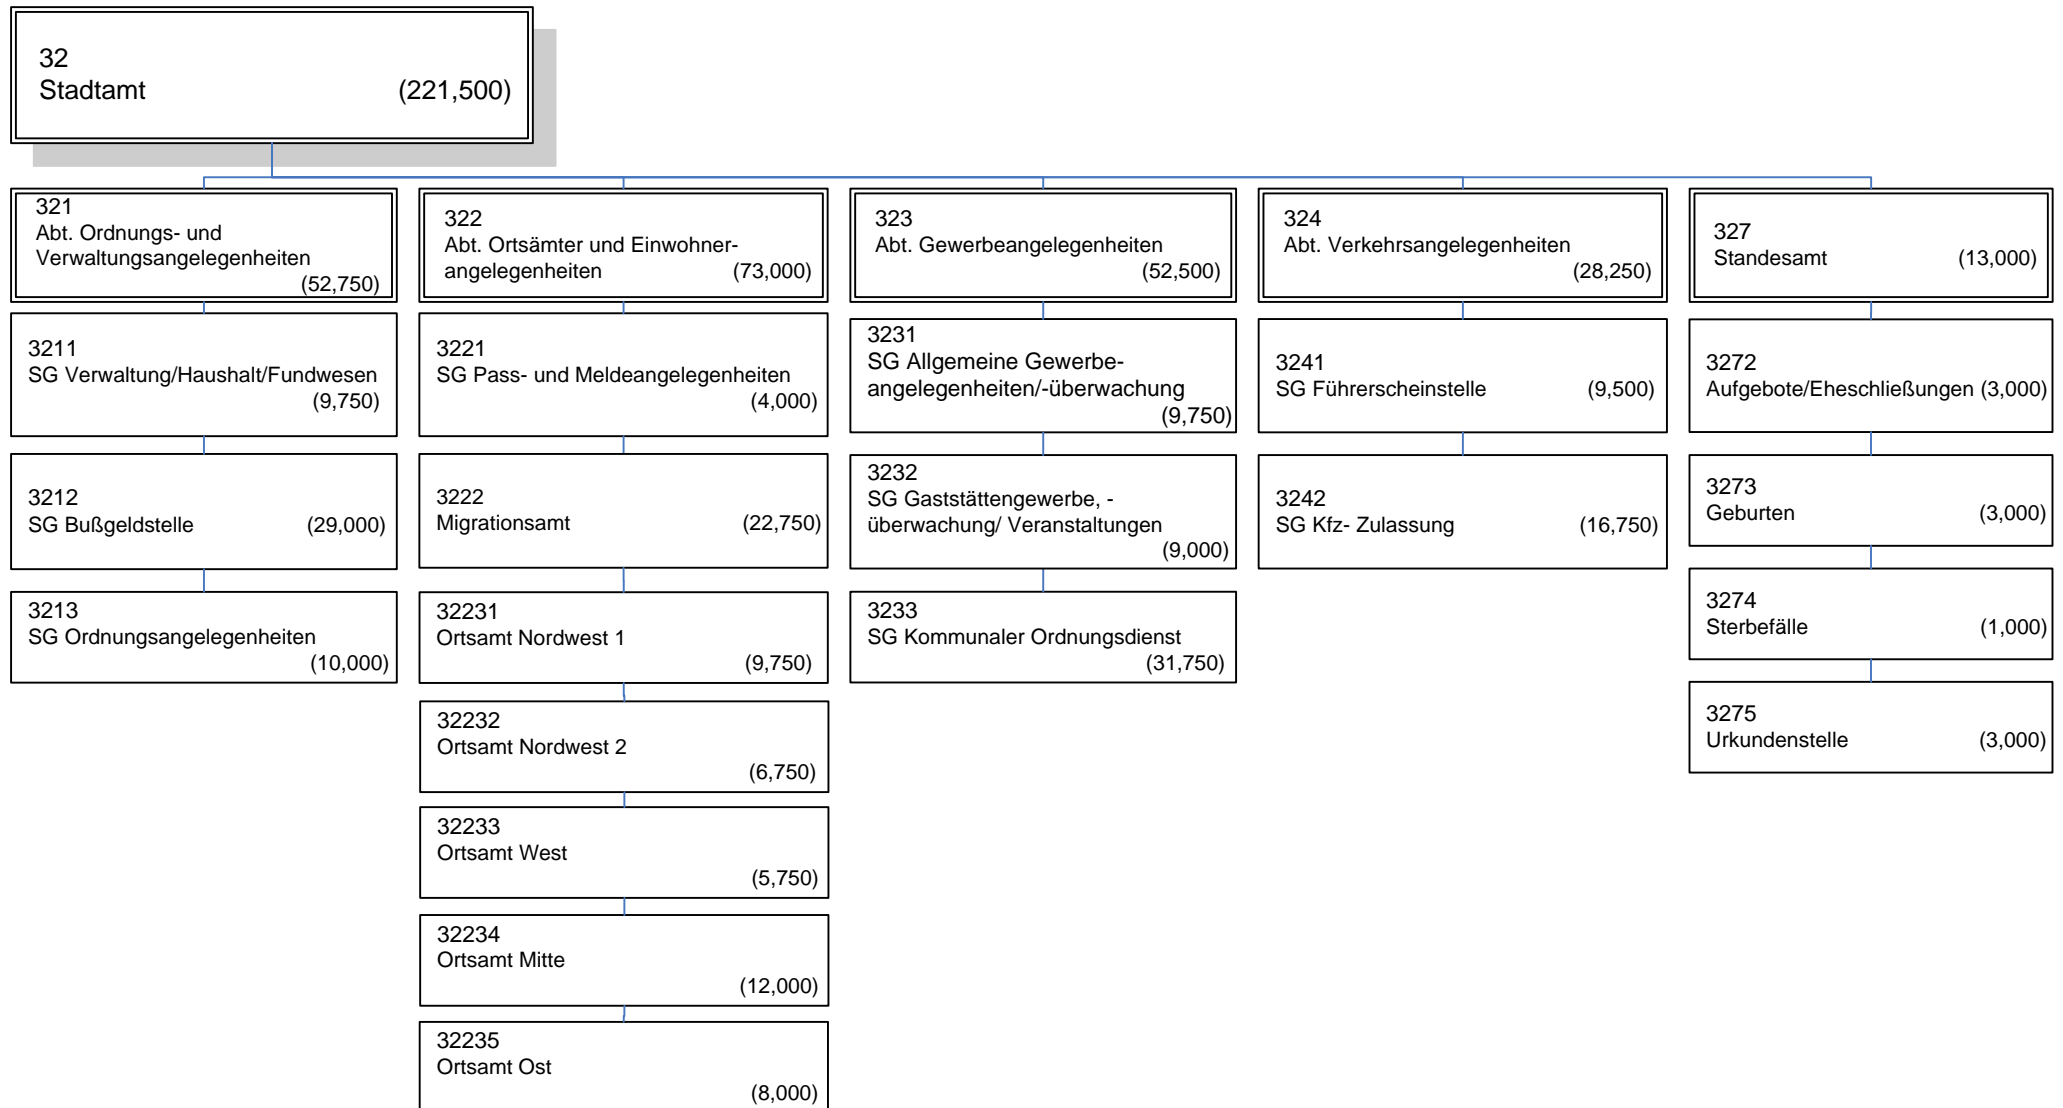 32
Stadtamt (221,500)
321
Abt. Ordnungs- und
Verwaltungsangelegenheiten
(52,750)
3211
SG Verwaltung/Haushalt/Fundwesen
(9,750)
3212
SG Bußgeldstelle (29,000)
3213
SG Ordnungsangelegenheiten
(10,000)
322
Abt. Ortsämter und Einwohner-
angelegenheiten (73,000)
3221
SG Pass- und Meldeangelegenheiten
(4,000)
3222
Migrationsamt (22,750)
32231
Ortsamt Nordwest 1
(9,750)
32232
Ortsamt Nordwest 2
(6,750)
32233
Ortsamt West
(5,750)
32234
Ortsamt Mitte
(12,000)
32235
Ortsamt Ost
(8,000)
323
Abt. Gewerbeangelegenheiten
(52,500)
3231
SG Allgemeine Gewerbe-
angelegenheiten/-überwachung
(9,750)
3232
SG Gaststättengewerbe, -
überwachung/ Veranstaltungen
(9,000)
3233
SG Kommunaler Ordnungsdienst
(31,750)
324
Abt. Verkehrsangelegenheiten
(28,250)
3241
SG Führerscheinstelle (9,500)
3242
SG Kfz- Zulassung (16,750)
327
Standesamt (13,000)
3272
Aufgebote/Eheschließungen (3,000)
3273
Geburten (3,000)
3274
Sterbefälle (1,000)
3275
Urkundenstelle (3,000)